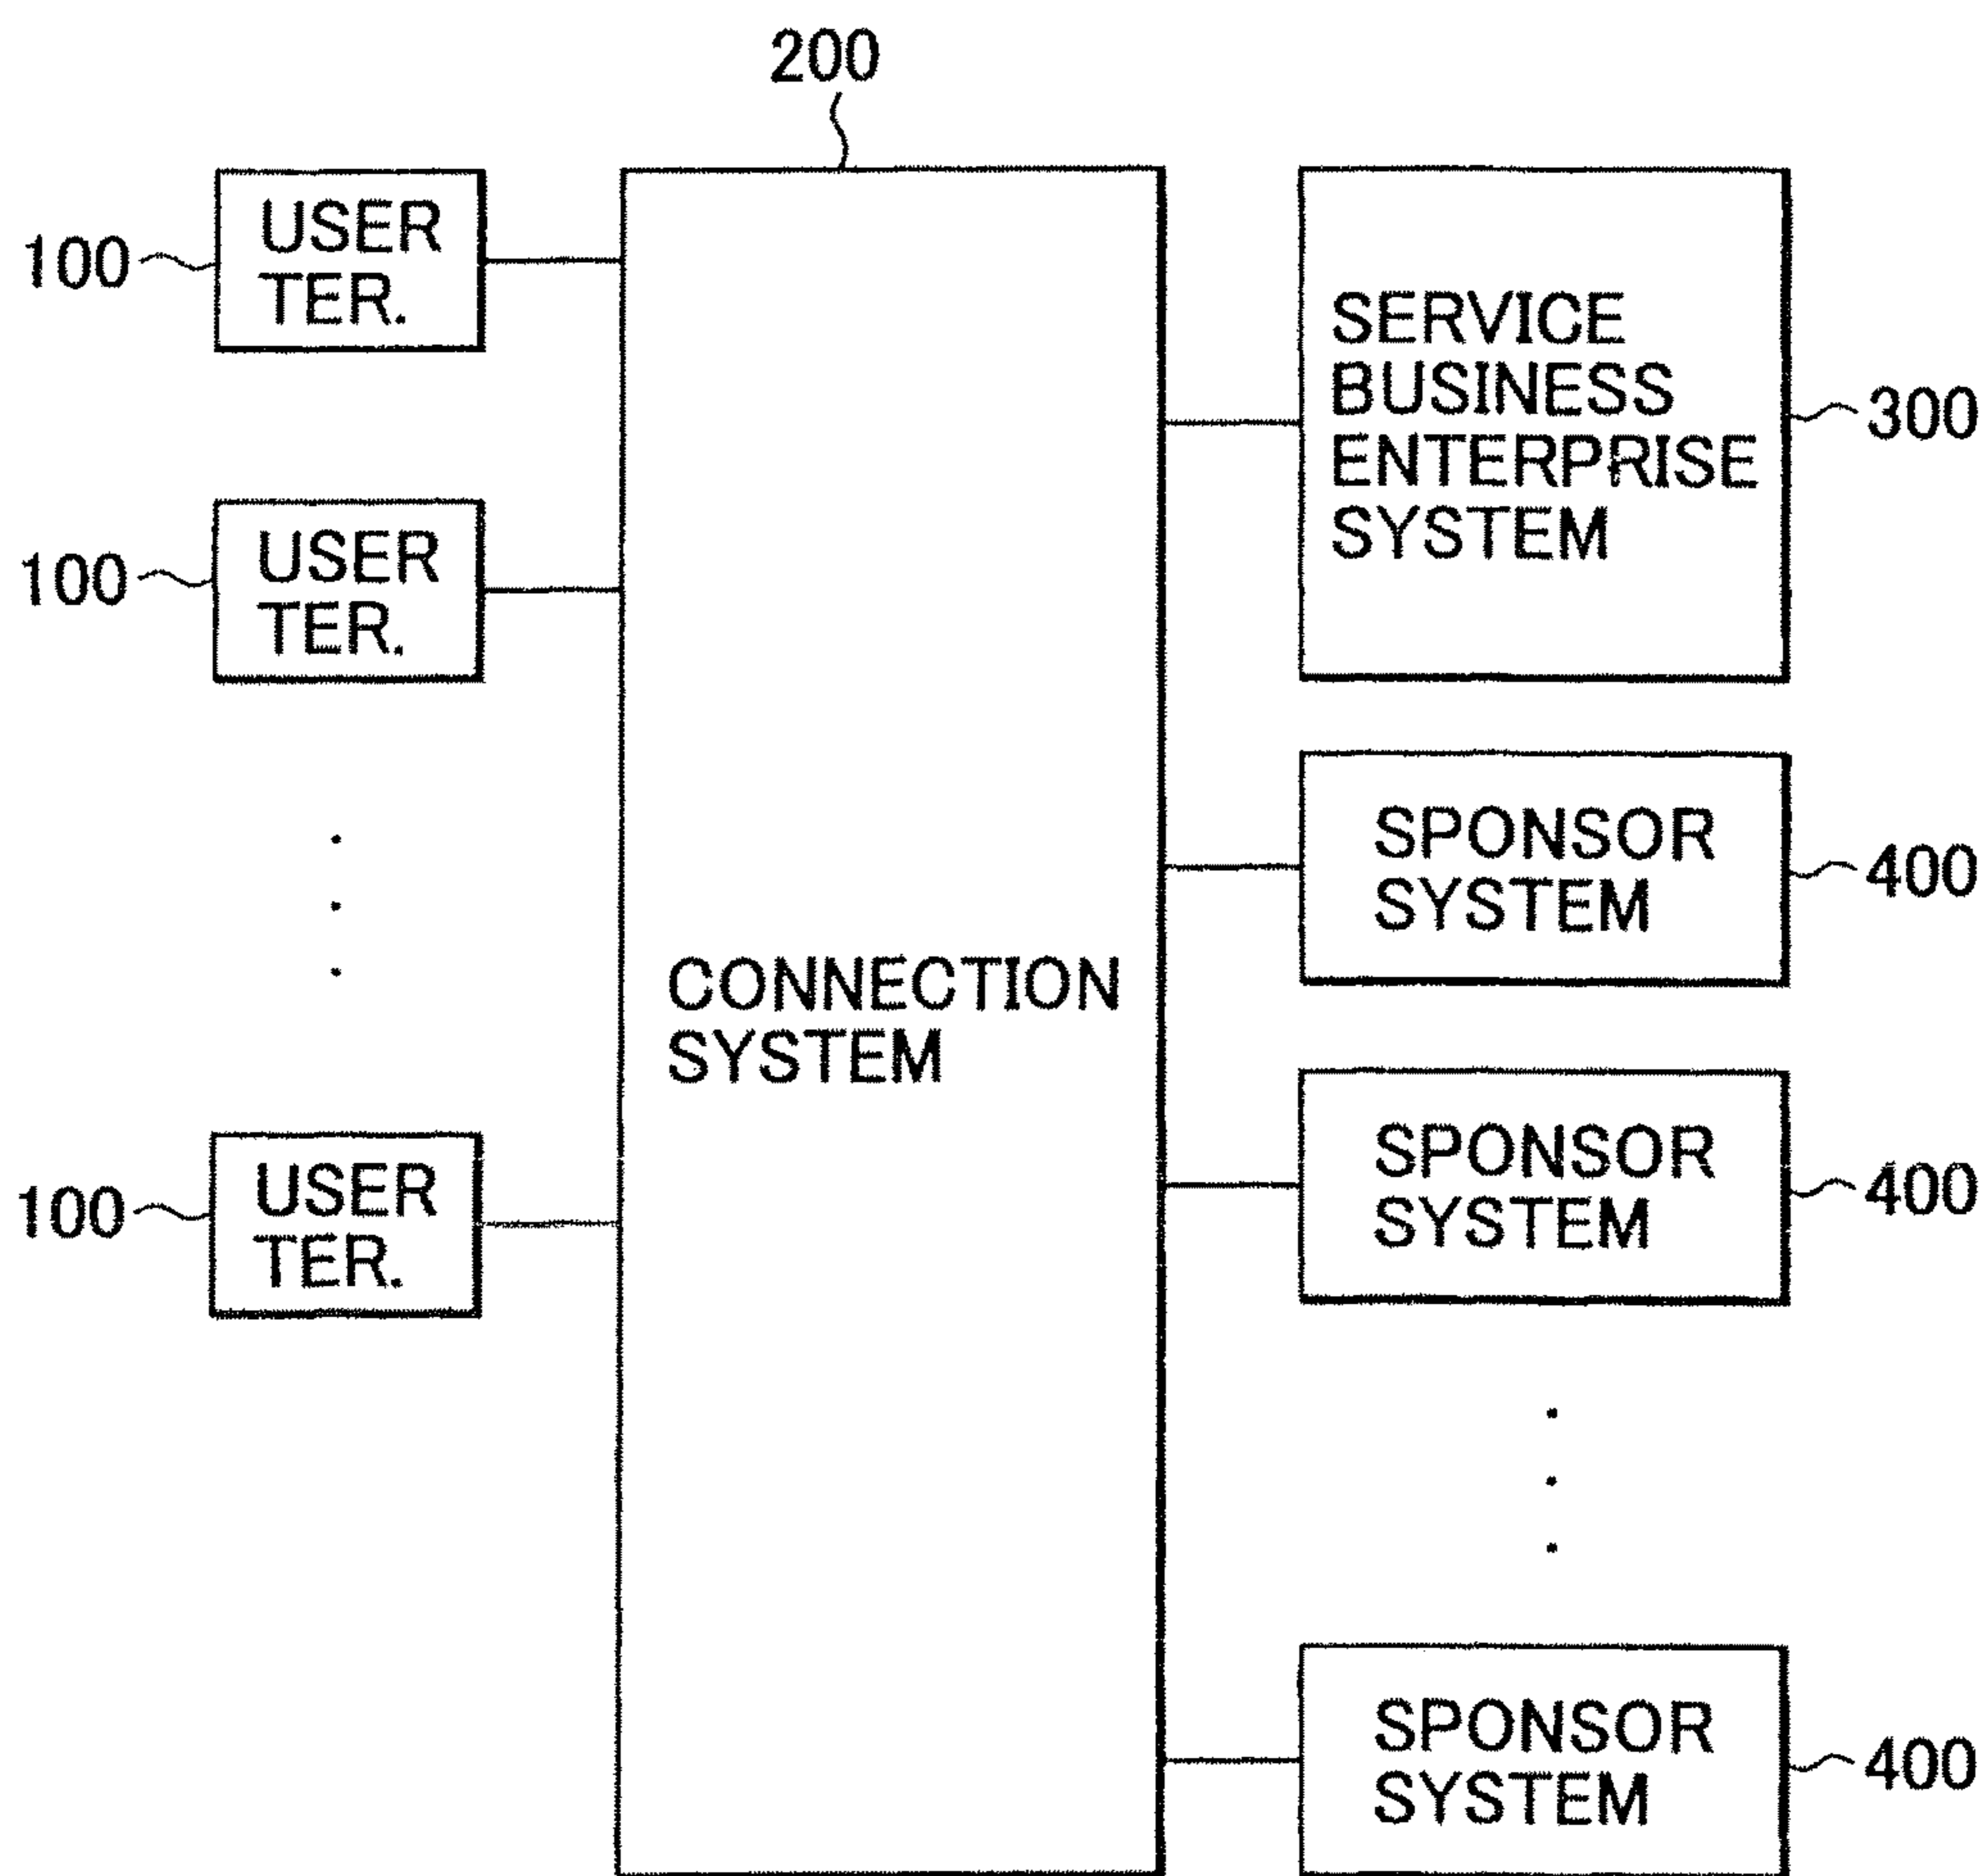 200
100
USER
TER.
100
USER
TER.
100
USER
TER.
CONNECTION
SYSTEM
SERVICE
BUSINESS
ENTERPRISE
SYSTEM
300
SPONSOR
SYSTEM
400
SPONSOR
SYSTEM
400
SPONSOR
SYSTEM
400